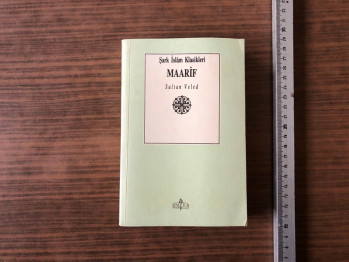 Şark İslâm Klasikleri
MAARİF
Sultan Veled